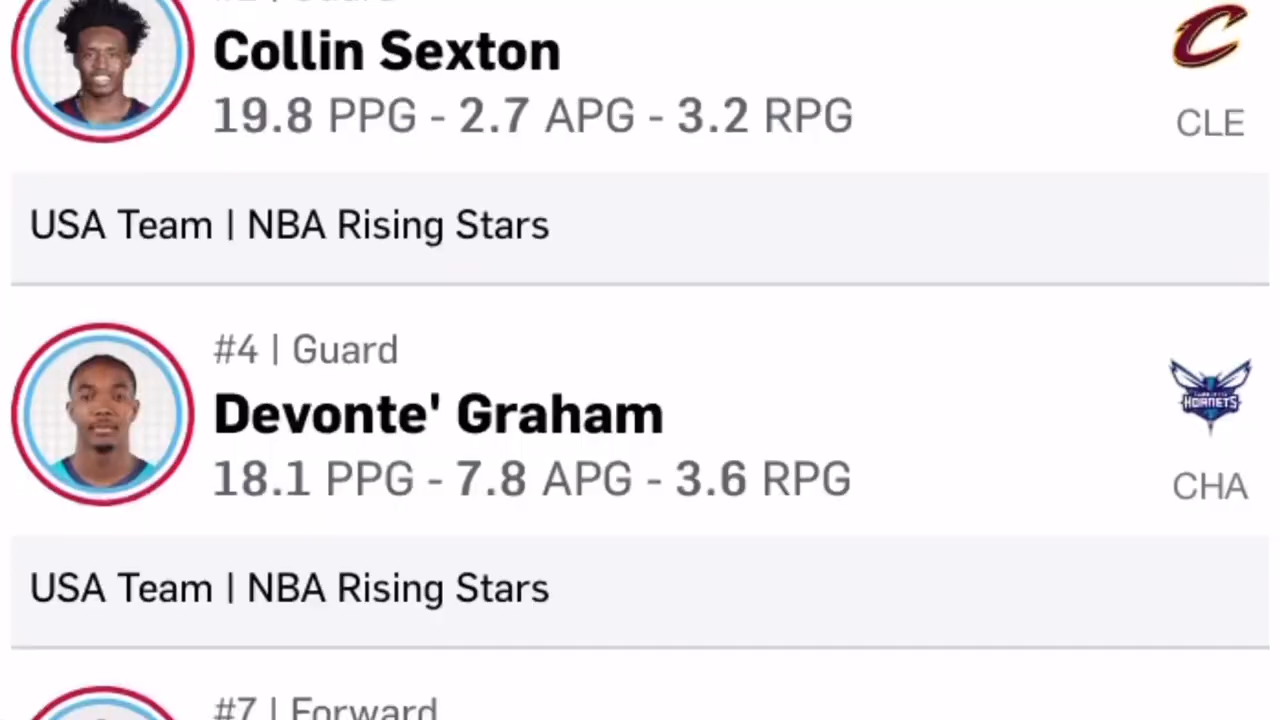 Collin Sexton
19.8 PPG - 2.7 APG - 3.2 RPG
CLE
USA Team | NBA Rising Stars
#4 | Guard
Devonte' Graham
18.1 PPG - 7.8 APG - 3.6 RPG
HORNETS
CHA
USA Team | NBA Rising Stars
#7 | Forward